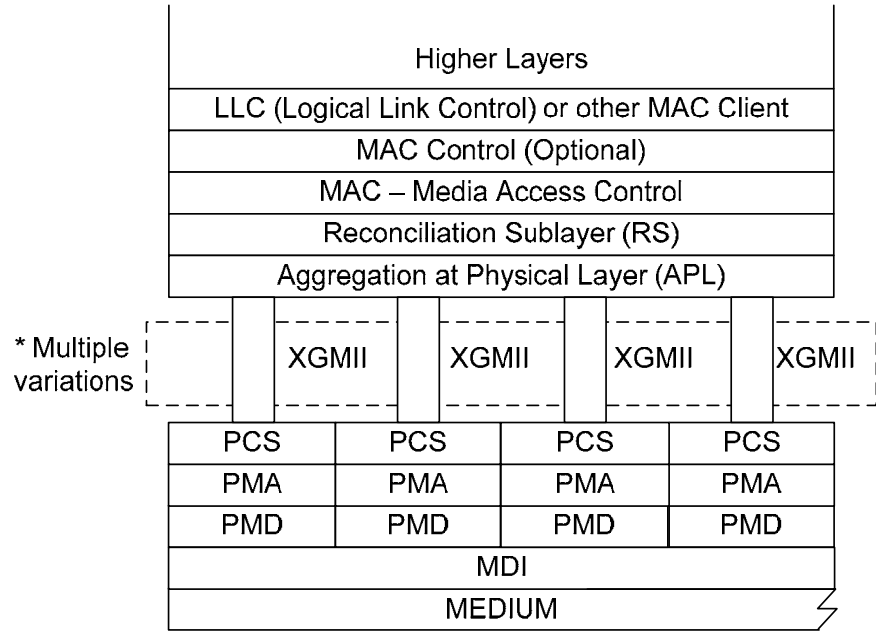 Higher Layers
LLC (Logical Link Control) or other MAC Client
MAC Control (Optional)
MAC – Media Access Control
Reconciliation Sublayer (RS)
Aggregation at Physical Layer (APL)
* Multiple
variations
XGMII XGMII XGMII XGMII
PCS PCS PCS PCS
PMA PMA PMA PMA
PMD PMD PMD PMD
MDI
MEDIUM